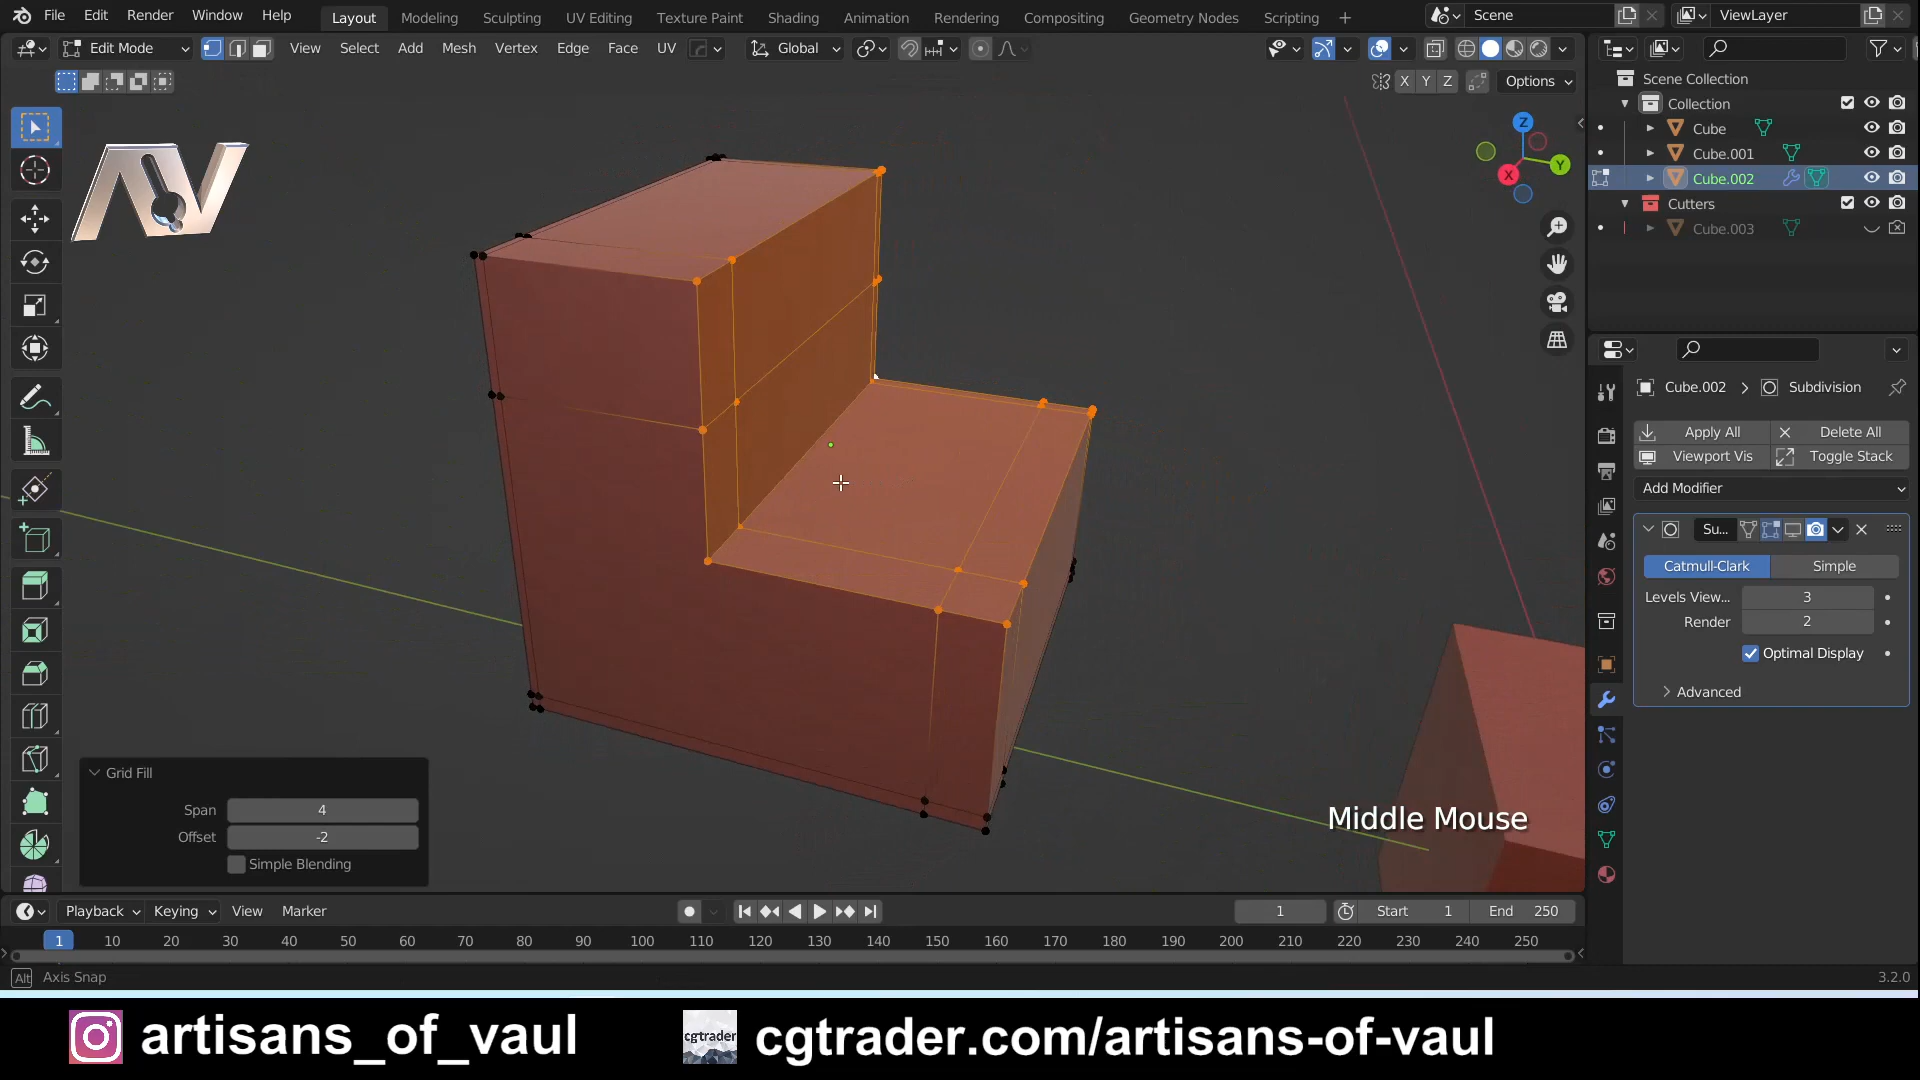 File Edit Render Window Help Layout Modeling Sculpting UV Editing Texture Paint Shading Animation Rendering Compositing Geometry Nodes Scripting + Scene ViewLayer
Edit Mode View Select Add Mesh Vertex Edge Face UV Global
X Y Z Options
Scene Collection
Collection
Cube
Cube.001
Cube.002
Cutters
Cube.003
AV
Z
Y
X
Cube.002 > Subdivision
Apply All Delete All
Viewport Vis Toggle Stack
Add Modifier
Su...
Catmull-Clark Simple
Levels View... 3
Render 2
Optimal Display
Advanced
Grid Fill
Span 4
Offset -2
Simple Blending
Middle Mouse
Playback Keying View Marker 1 Start 1 End 250
1 10 20 30 40 50 60 70 80 90 100 110 120 130 140 150 160 170 180 190 200 210 220 230 240 250
Alt Axis Snap 3.2.0
artisans_of_vaul cgtrader cgtrader.com/artisans-of-vaul